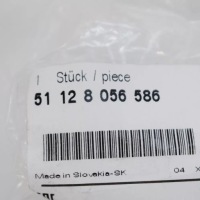 1 Stück / piece
51 12 8 056 586
Made in Slovakia-SK 04 X